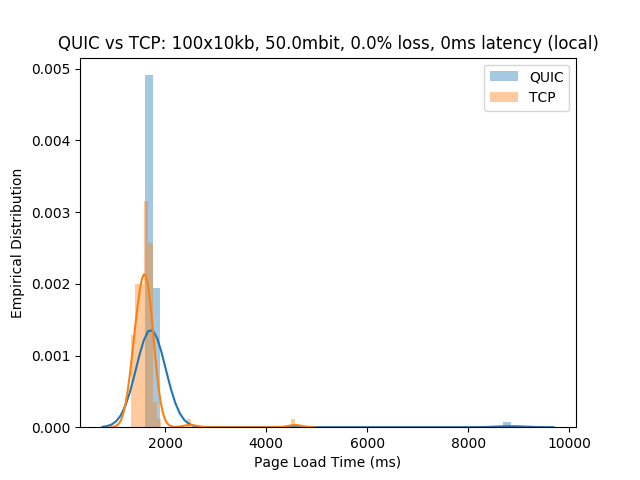 QUIC vs TCP: 100x10kb, 50.0mbit, 0.0% loss, 0ms latency (local)
QUIC
TCP
0.005
0.004
0.003
0.002
0.001
0.000
Empirical Distribution
2000 4000 6000 8000 10000
Page Load Time (ms)